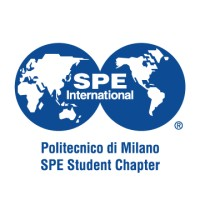 SPE
International
®
Politecnico di Milano
SPE Student Chapter